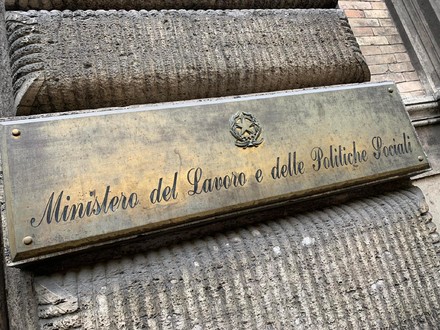 Ministero del Lavoro e delle Politiche Sociali